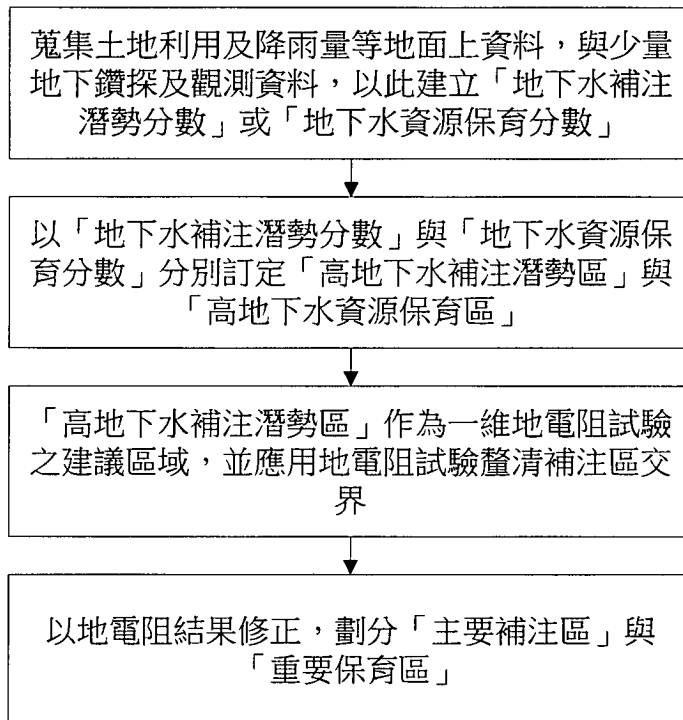 蒐集土地利用及降雨量等地面上資料，與少量
地下鑽探及觀測資料，以此建立「地下水補注
潛勢分數」或「地下水資源保育分數」
以「地下水補注潛勢分數」與「地下水資源保
育分數」分別訂定「高地下水補注潛勢區」與
「高地下水資源保育區」
「高地下水補注潛勢區」作為一維地電阻試驗
之建議區域，並應用地電阻試驗釐清補注區交
界
以地電阻結果修正，劃分「主要補注區」與
「重要保育區」